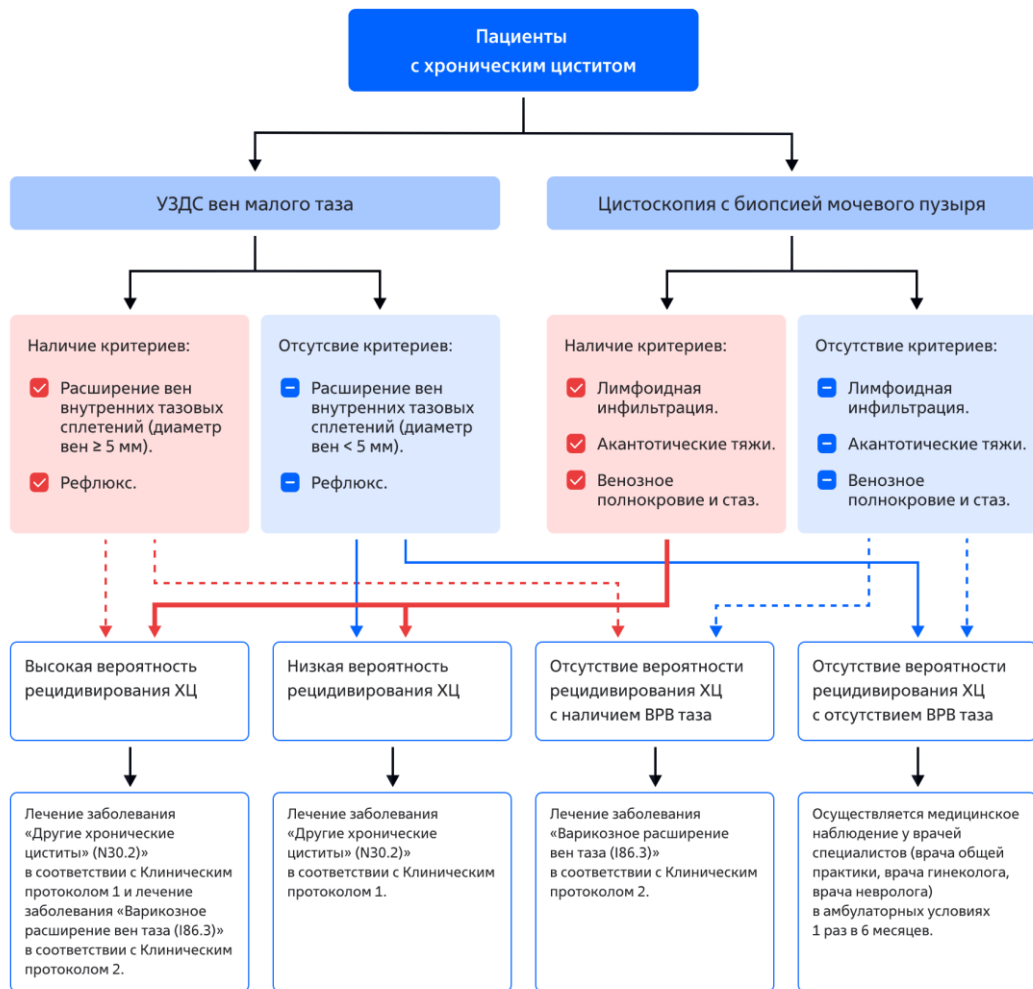 Пациенты
с хроническим циститом
УЗДС вен малого таза
Цистоскопия с биопсией мочевого пузыря
Наличие критериев:
Расширение вен
внутренних тазовых
сплетений (диаметр
вен ≥ 5 мм).
Рефлюкс.
Отсутсвие критериев:
Расширение вен
внутренних тазовых
сплетений (диаметр
вен < 5 мм).
Рефлюкс.
Наличие критериев:
Лимфоидная
инфильтрация.
Акантотические тяжи.
Венозное
полнокровие и стаз.
Отсутствие критериев:
Лимфоидная
инфильтрация.
Акантотические тяжи.
Венозное
полнокровие и стаз.
Высокая вероятность
рецидивирования ХЦ
Низкая вероятность
рецидивирования ХЦ
Отсутствие вероятности
рецидивирования ХЦ
с наличием ВРВ таза
Отсутствие вероятности
рецидивирования ХЦ
с отсутствием ВРВ таза
Лечение заболевания
«Другие хронические
циститы» (N30.2)»
в соответствии с Клиническим
протоколом 1 и лечение
заболевания «Варикозное
расширение вен таза (I86.3)»
в соответствии с Клиническим
протоколом 2.
Лечение заболевания
«Другие хронические
циститы» (N30.2)»
в соответствии с Клиническим
протоколом 1.
Лечение заболевания
«Варикозное расширение
вен таза (I86.3)»
в соответствии с Клиническим
протоколом 2.
Осуществляется медицинское
наблюдение у врачей
специалистов (врача общей
практики, врача гинеколога,
врача невролога)
в амбулаторных условиях
1 раз в 6 месяцев.